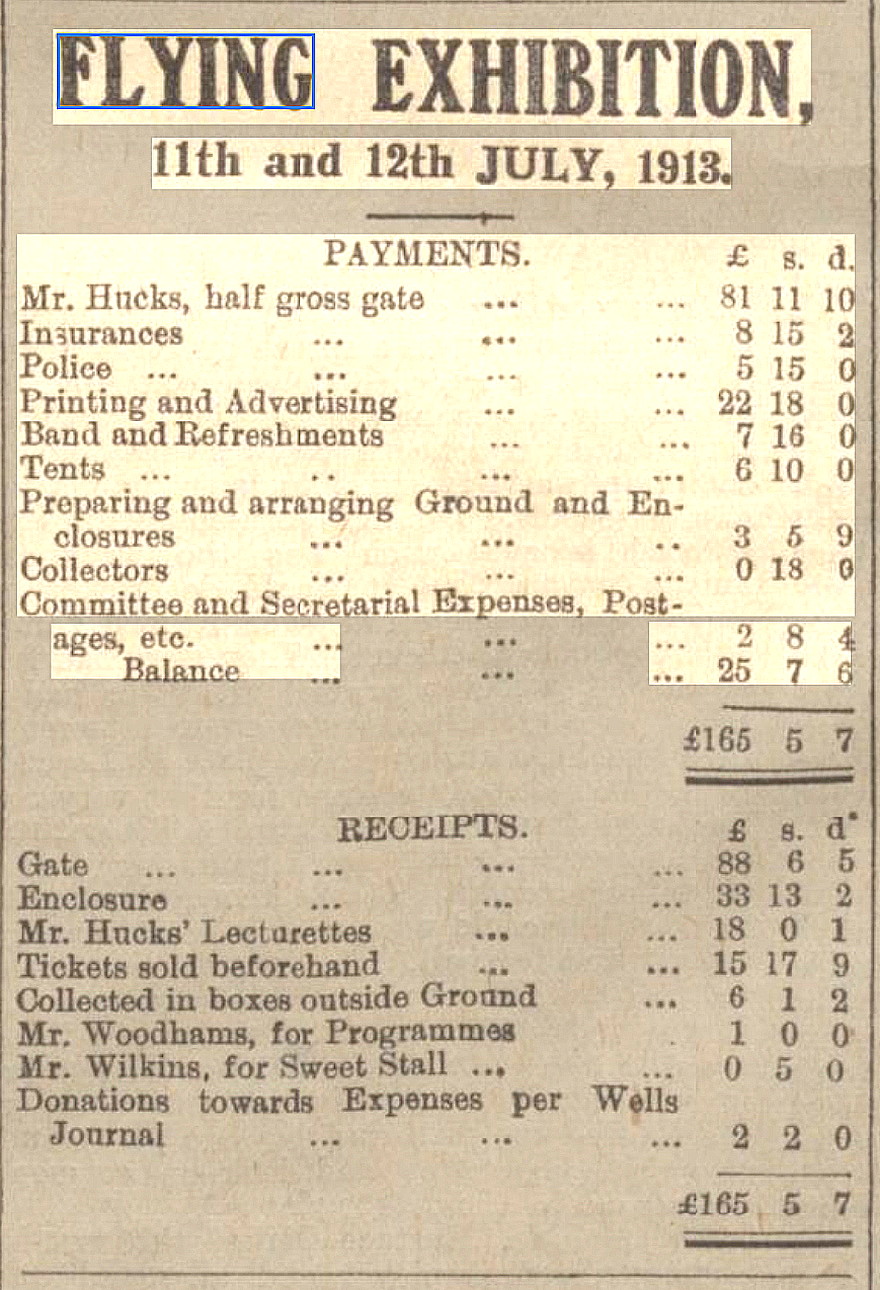 FLYING EXHIBITION,
11th and 12th JULY, 1913.
PAYMENTS. £ s. d.
Mr. Hucks, half gross gate ... ... 81 11 10
Insurances ... ... ... 8 15 2
Police ... ... ... ... 5 15 0
Printing and Advertising ... ... 22 18 0
Band and Refreshments ... ... 7 16 0
Tents ... .. ... ... 6 10 0
Preparing and arranging Ground and En-
closures ... ... .. 3 5 9
Collectors ... ... ... 0 18 0
Committee and Secretarial Expenses, Post-
ages, etc. ... ... ... 2 8 4
Balance ... ... ... 25 7 6
£165 5 7
RECEIPTS. £ s. d.
Gate ... ... ... ... 88 6 5
Enclosure ... ... ... 33 13 2
Mr. Hucks' Lecturettes ... ... 18 0 1
Tickets sold beforehand ... ... 15 17 9
Collected in boxes outside Ground ... 6 1 2
Mr. Woodhams, for Programmes . 1 0 0
Mr. Wilkins, for Sweet Stall ... ... 0 5 0
Donations towards Expenses per Wells
Journal ... ... ... 2 2 0
£165 5 7